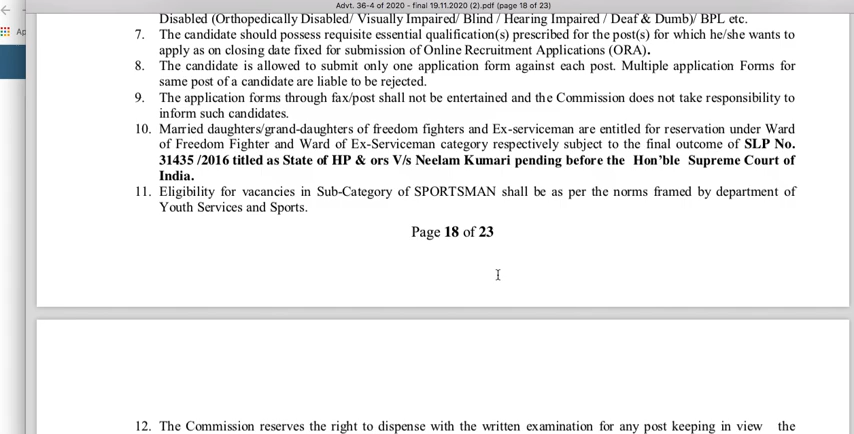 Advt. 36-4 of 2020 - final 19.11.2020 (2).pdf (page 18 of 23)
Disabled (Orthopedically Disabled/ Visually Impaired/ Blind / Hearing Impaired / Deaf & Dumb)/ BPL etc.
7. The candidate should possess requisite essential qualification(s) prescribed for the post(s) for which he/she wants to
apply as on closing date fixed for submission of Online Recruitment Applications (ORA).
8. The candidate is allowed to submit only one application form against each post. Multiple application Forms for
same post of a candidate are liable to be rejected.
9. The application forms through fax/post shall not be entertained and the Commission does not take responsibility to
inform such candidates.
10. Married daughters/grand-daughters of freedom fighters and Ex-serviceman are entitled for reservation under Ward
of Freedom Fighter and Ward of Ex-Serviceman category respectively subject to the final outcome of SLP No.
31435 /2016 titled as State of HP & ors V/s Neelam Kumari pending before the Hon’ble Supreme Court of
India.
11. Eligibility for vacancies in Sub-Category of SPORTSMAN shall be as per the norms framed by department of
Youth Services and Sports.
Page 18 of 23
12. The Commission reserves the right to dispense with the written examination for any post keeping in view the